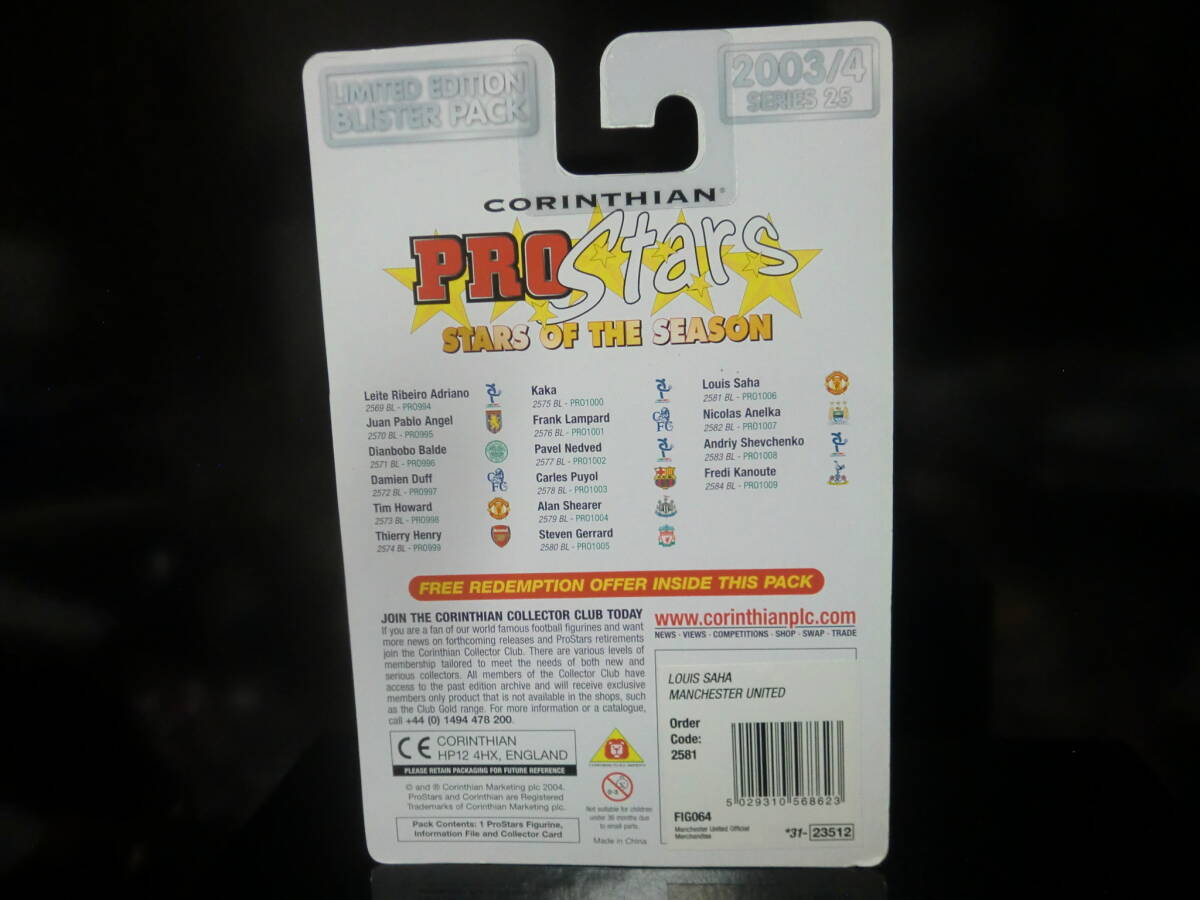 LIMITED EDITION
BLISTER PACK
2003/4
SERIES 25
CORINTHIAN®
PROStars
STARS OF THE SEASON
Leite Ribeiro Adriano
2569 BL - PRO994
Juan Pablo Angel
2570 BL - PRO995
Dianbobo Balde
2571 BL - PRO996
Damien Duff
2572 BL - PRO997
Tim Howard
2573 BL - PRO998
Thierry Henry
2574 BL - PRO999
Kaka
2575 BL - PRO1000
Frank Lampard
2576 BL - PRO1001
Pavel Nedved
2577 BL - PRO1002
Carles Puyol
2578 BL - PRO1003
Alan Shearer
2579 BL - PRO1004
Steven Gerrard
2580 BL - PRO1005
Louis Saha
2581 BL - PRO1006
Nicolas Anelka
2582 BL - PRO1007
Andriy Shevchenko
2583 BL - PRO1008
Fredi Kanoute
2584 BL - PRO1009
FREE REDEMPTION OFFER INSIDE THIS PACK
JOIN THE CORINTHIAN COLLECTOR CLUB TODAY
If you are a fan of our world famous football figurines and want
more news on forthcoming releases and ProStars retirements
join the Corinthian Collector Club. There are various levels of
membership tailored to meet the needs of both new and
serious collectors. All members of the Collector Club have
access to the past edition archive and will receive exclusive
members only product that is not available in the shops, such
as the Club Gold range. For more information or a catalogue,
call +44 (0) 1494 478 200.
CE CORINTHIAN
HP12 4HX, ENGLAND
PLEASE RETAIN PACKAGING FOR FUTURE REFERENCE
© and ® Corinthian Marketing plc 2004.
ProStars and Corinthian are Registered
Trademarks of Corinthian Marketing plc.
Pack Contents: 1 ProStars Figurine,
Information File and Collector Card
0-3
Not suitable for children
under 36 months due
to small parts.
Made in China
www.corinthianplc.com
NEWS · VIEWS · COMPETITIONS · SHOP · SWAP · TRADE
LOUIS SAHA
MANCHESTER UNITED
Order
Code:
2581
5 029310 568623
FIG064
Manchester United Official
Merchandise
*31- 23512